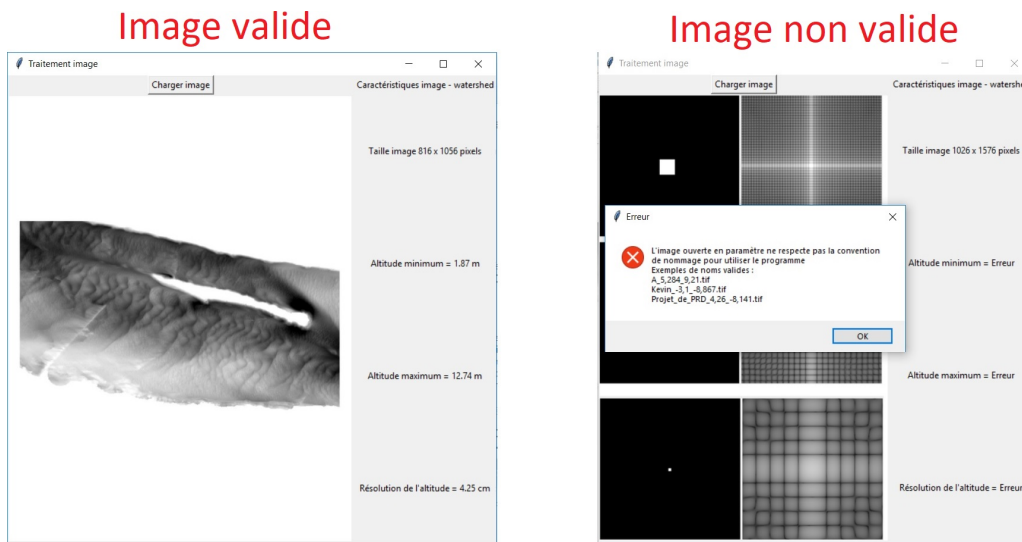 Image valide
Traitement image
Charger image
Caractéristiques image - watershed
Taille image 816 x 1056 pixels
Altitude minimum = 1.87 m
Altitude maximum = 12.74 m
Résolution de l'altitude = 4.25 cm
Image non valide
Traitement image
Charger image
Caractéristiques image - watershe
Taille image 1026 x 1576 pixels
Erreur
L'image ouverte en paramètre ne respecte pas la convention
de nommage pour utiliser le programme
Exemples de noms valides :
A_5,284_9,21.tif
Kevin_-3,1_-8,867.tif
Projet_de_PRD_4,26_-8,141.tif
OK
Altitude minimum = Erreur
Altitude maximum = Erreur
Résolution de l'altitude = Erreur